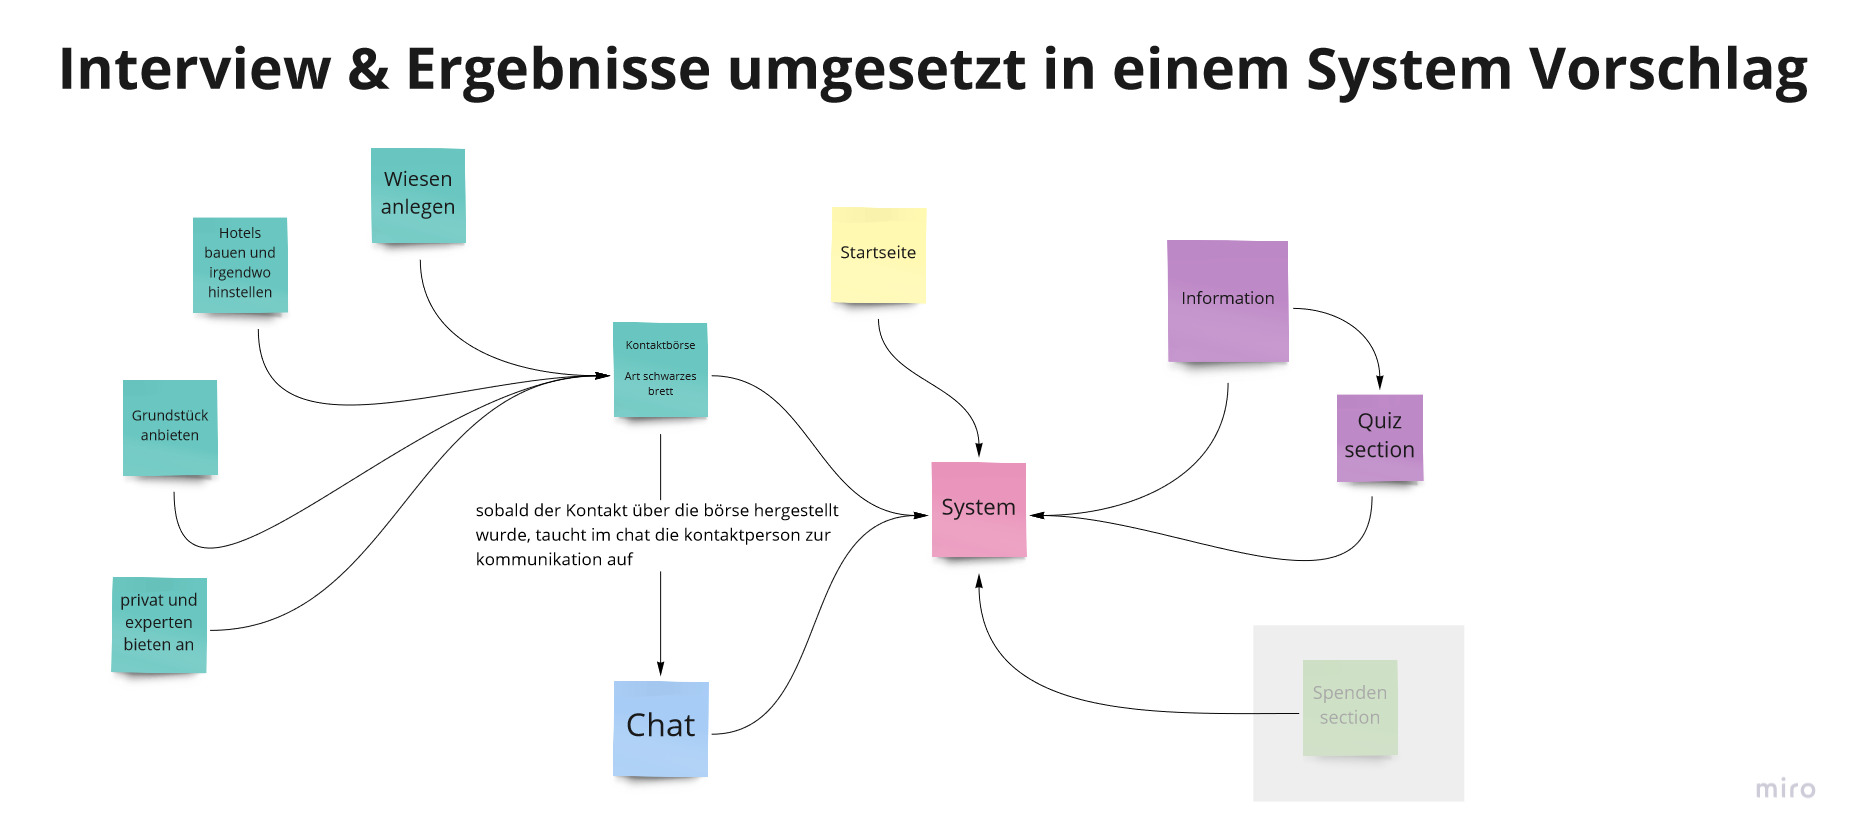 Interview & Ergebnisse umgesetzt in einem System Vorschlag
Wiesen
anlegen
Hotels
bauen und
irgendwo
hinstellen
Startseite
Information
Kontaktbörse
Art schwarzes
brett
Grundstück
anbieten
Quiz
section
System
sobald der Kontakt über die börse hergestellt
wurde, taucht im chat die kontaktperson zur
kommunikation auf
privat und
experten
bieten an
Spenden
section
Chat
miro